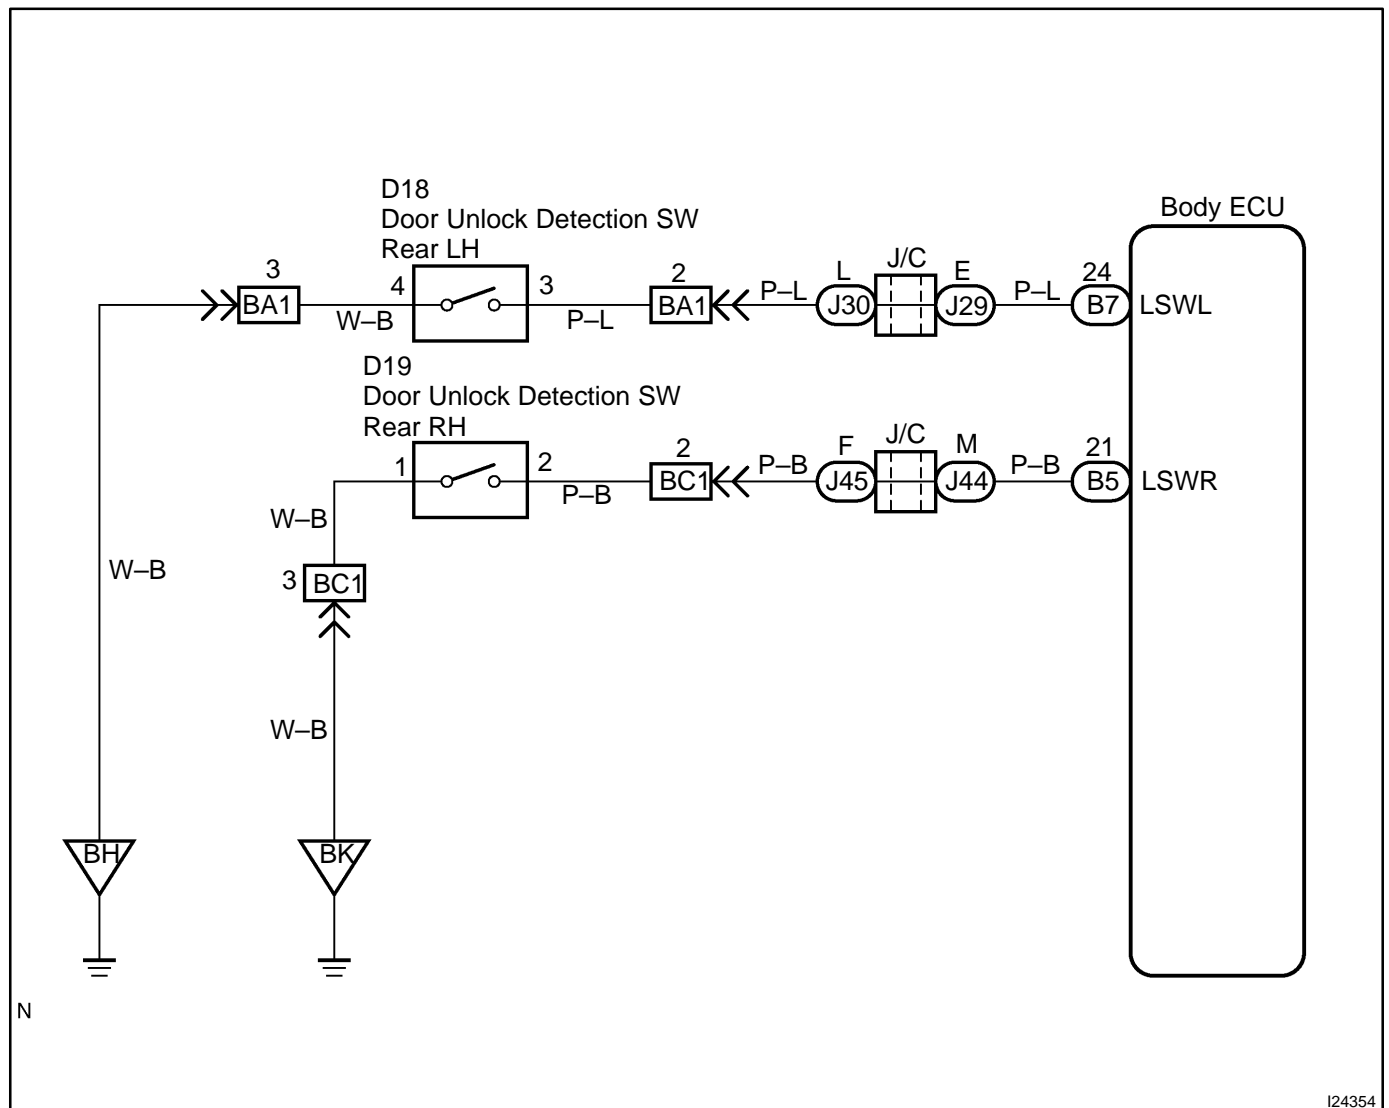 D18
Door Unlock Detection SW
Rear LH
Body ECU
3
4
3
2
L
J/C
E
24
BA1
W–B
P–L
BA1
P–L
J30
J29
P–L
B7
LSWL
D19
Door Unlock Detection SW
Rear RH
1
2
2
F
J/C
M
21
P–B
BC1
P–B
J45
J44
P–B
B5
LSWR
W–B
W–B
3
BC1
W–B
BH
BK
N
I24354